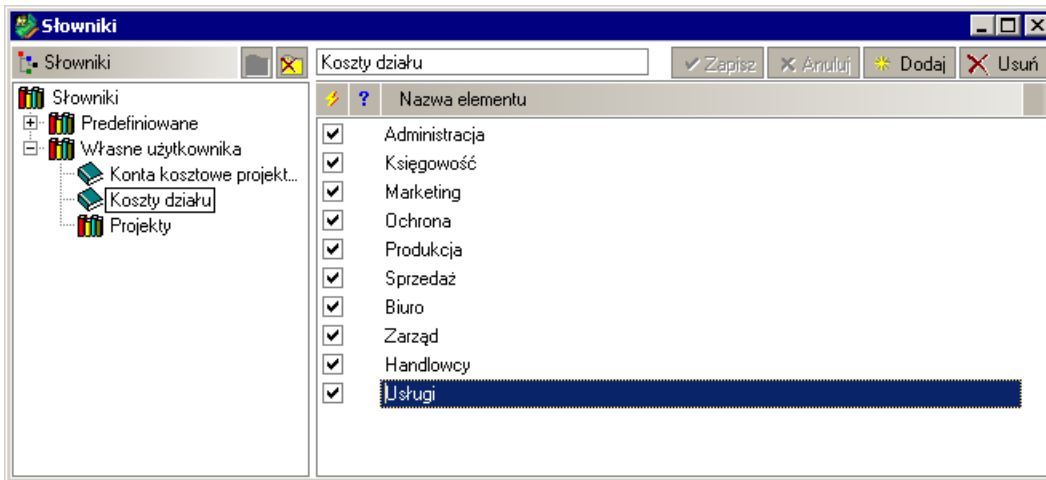 Słowniki
Słowniki
Koszty działu
Zapisz
Anuluj
Dodaj
Usuń
Słowniki
Predefiniowane
Własne użytkownika
Konta kosztowe projekt...
Koszty działu
Projekty
? Nazwa elementu
Administracja
Księgowość
Marketing
Ochrona
Produkcja
Sprzedaż
Biuro
Zarząd
Handlowcy
Usługi